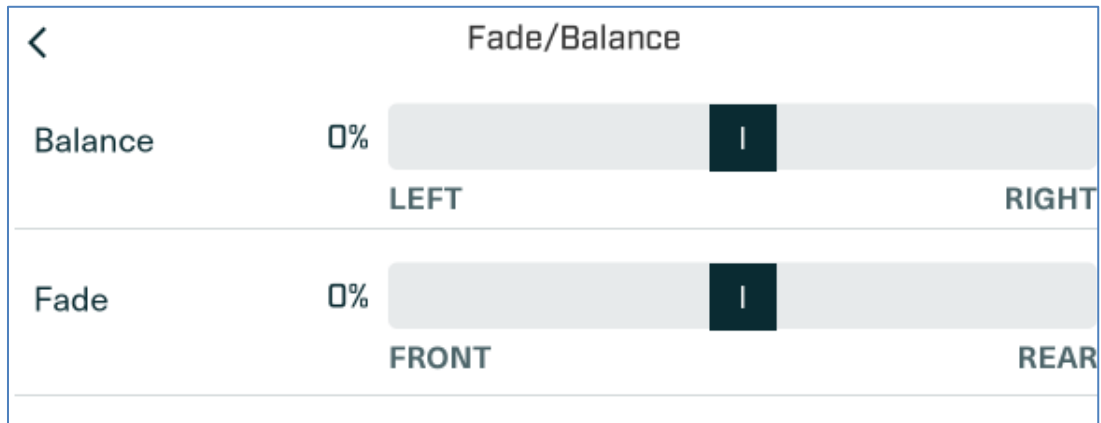 Fade/Balance
Balance 0%
LEFT RIGHT
Fade 0%
FRONT REAR